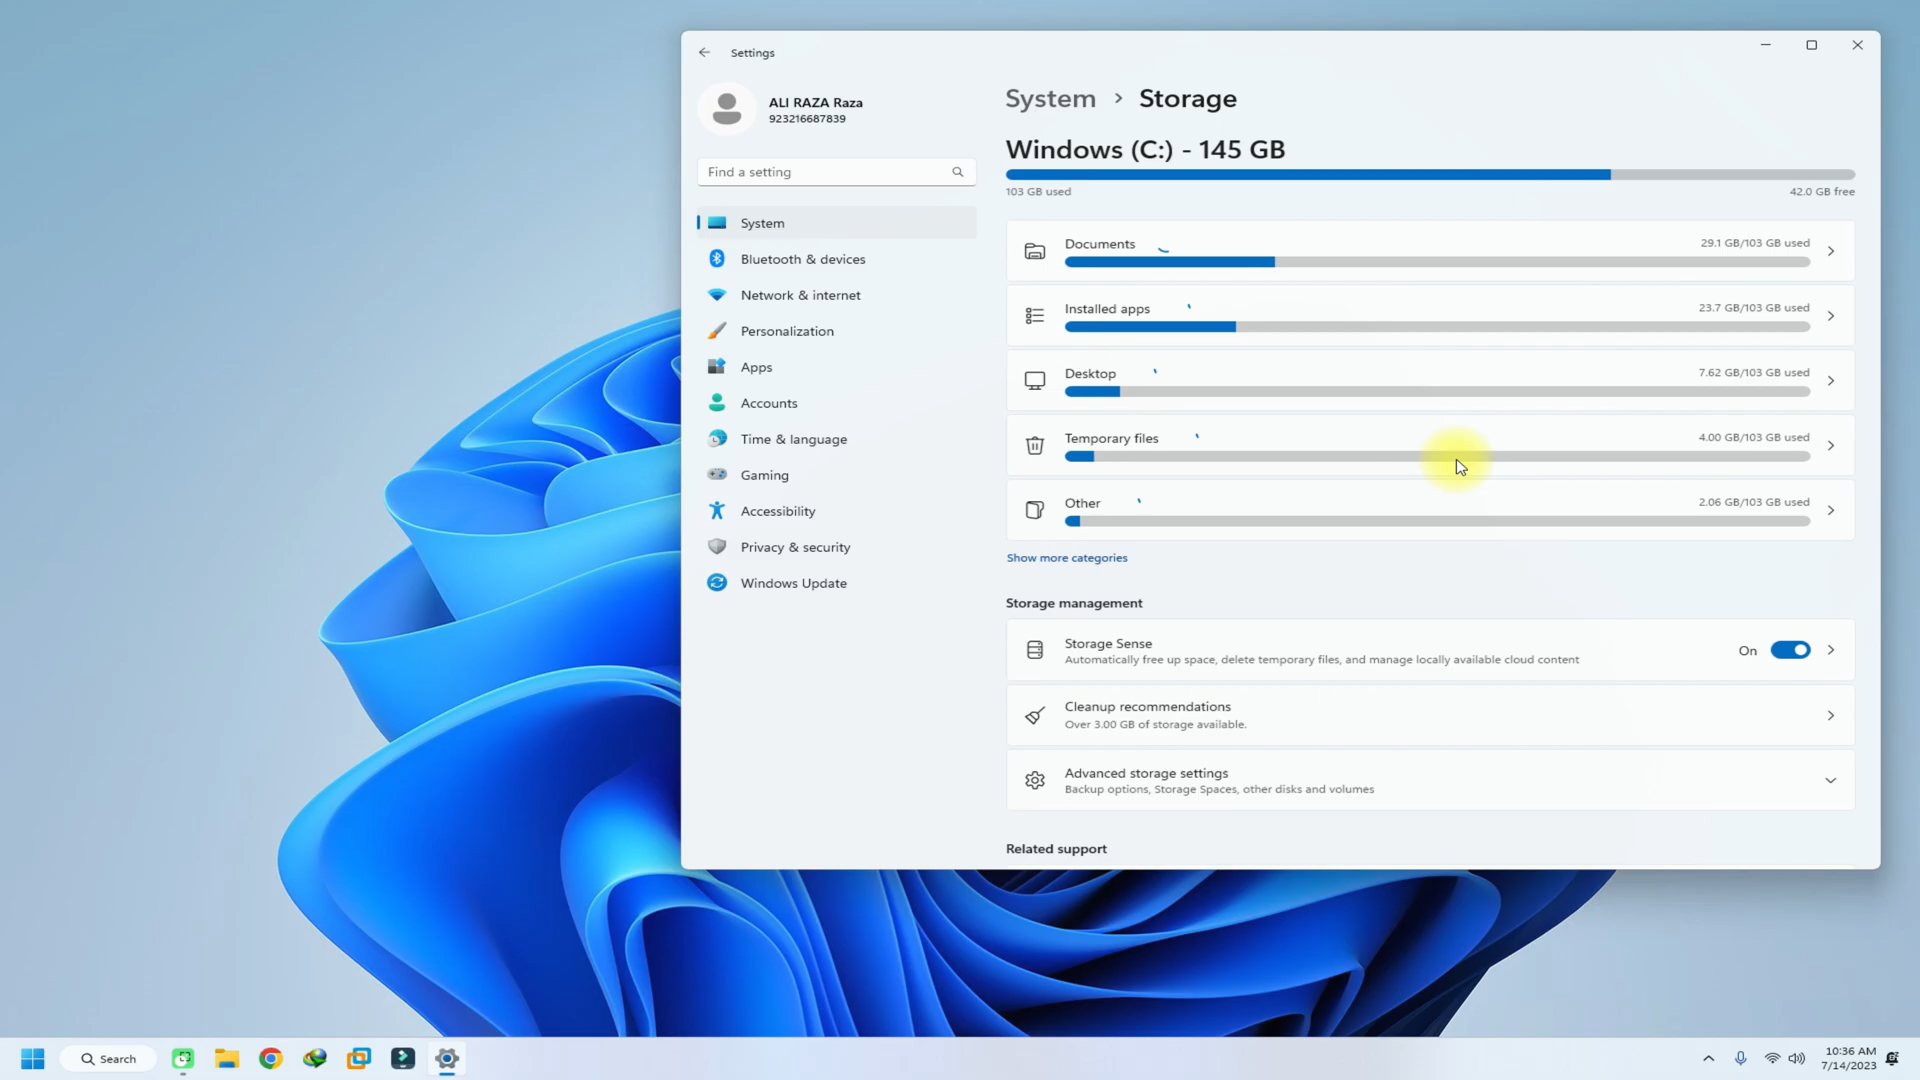 Settings
ALI RAZA Raza
923216687839
Find a setting
System
Bluetooth & devices
Network & internet
Personalization
Apps
Accounts
Time & language
Gaming
Accessibility
Privacy & security
Windows Update
System > Storage
Windows (C:) - 145 GB
103 GB used 42.0 GB free
Documents 29.1 GB/103 GB used
Installed apps 23.7 GB/103 GB used
Desktop 7.62 GB/103 GB used
Temporary files 4.00 GB/103 GB used
Other 2.06 GB/103 GB used
Show more categories
Storage management
Storage Sense
Automatically free up space, delete temporary files, and manage locally available cloud content
On
Cleanup recommendations
Over 3.00 GB of storage available.
Advanced storage settings
Backup options, Storage Spaces, other disks and volumes
Related support
Search
10:36 AM
7/14/2023